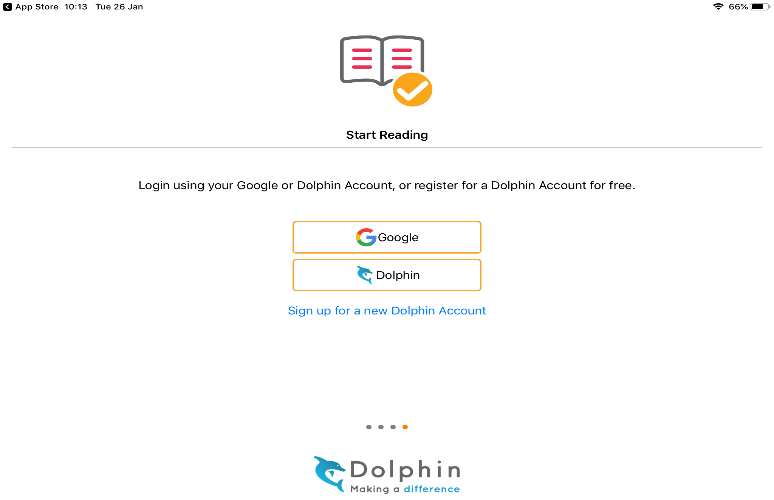 App Store 10:13 Tue 26 Jan 66%
Start Reading
Login using your Google or Dolphin Account, or register for a Dolphin Account for free.
Google
Dolphin
Sign up for a new Dolphin Account
Dolphin
Making a difference